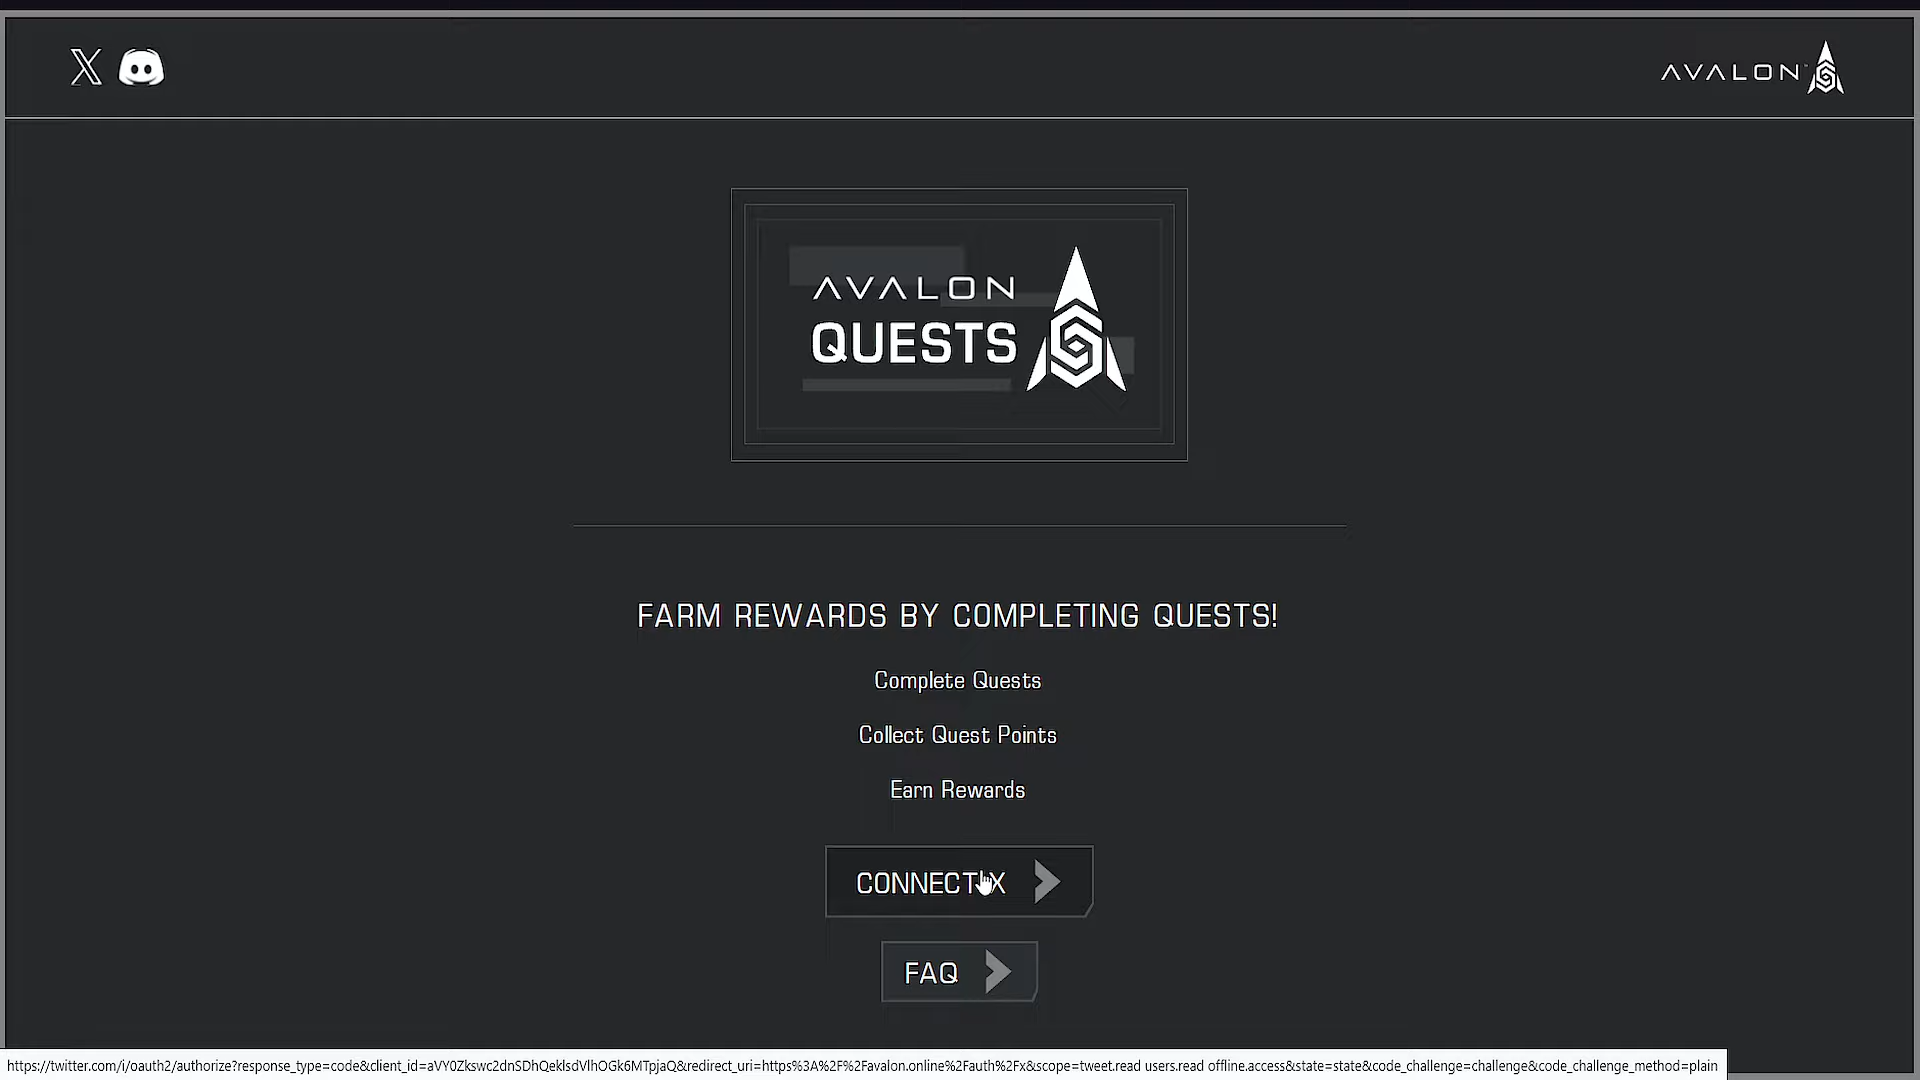 AVALON
AVALON
QUESTS
FARM REWARDS BY COMPLETING QUESTS!
Complete Quests
Collect Quest Points
Earn Rewards
CONNECT X
FAQ
https://twitter.com/i/oauth2/authorize?response_type=code&client_id=aVY0Zkswc2dnSDhQeklsdVlhOGk6MTpjaQ&redirect_uri=https%3A%2F%2Favalon.online%2Fauth%2Fx&scope=tweet.read users.read offline.access&state=state&code_challenge=challenge&code_challenge_method=plain